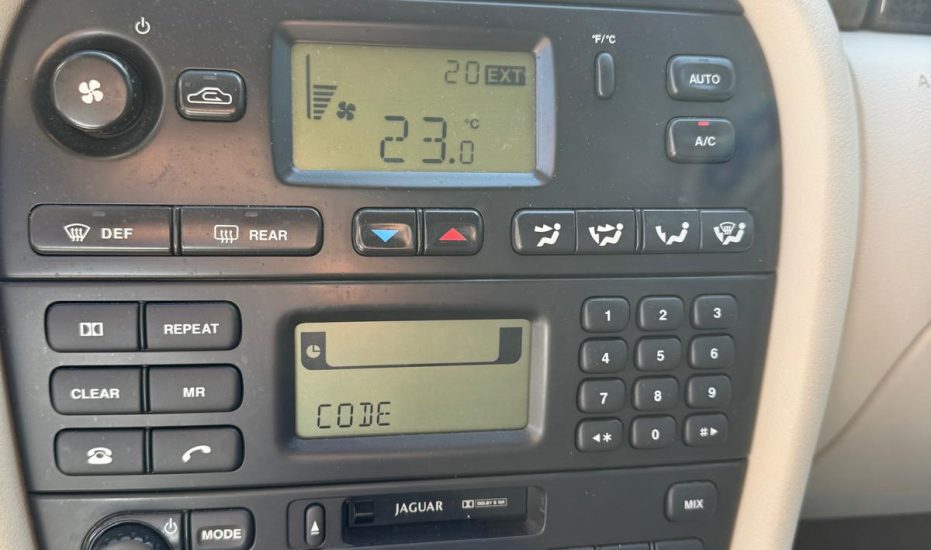 °F/°C
20 EXT
AUTO
°C
23.0
A/C
DEF
REAR
REPEAT
1 2 3
CLEAR
MR
4 5 6
CODE
7 8 9
* 0 #
JAGUAR
DOLBY B NR
MODE
MIX